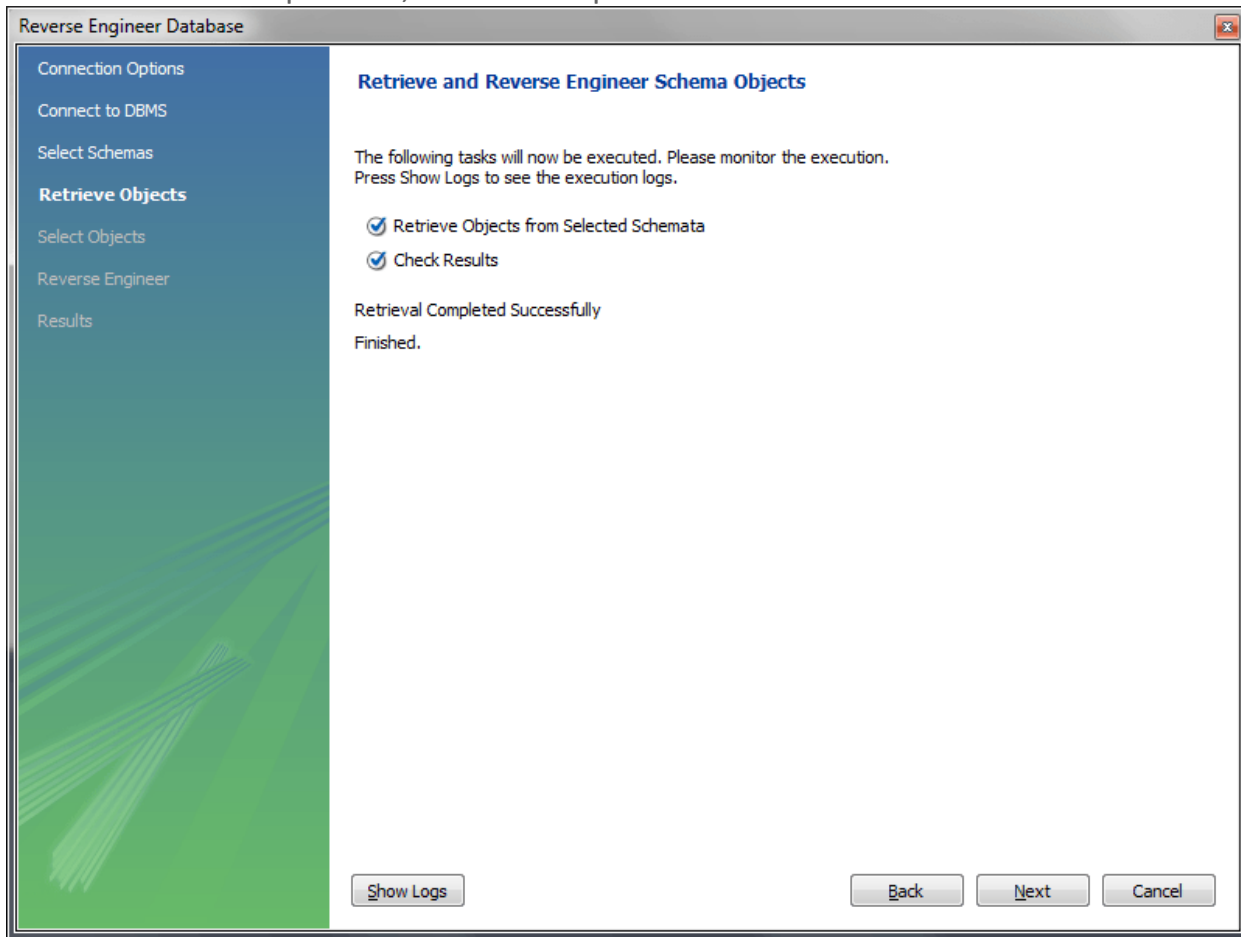 Reverse Engineer Database
Connection Options
Connect to DBMS
Select Schemas
Retrieve Objects
Select Objects
Reverse Engineer
Results
Retrieve and Reverse Engineer Schema Objects
The following tasks will now be executed. Please monitor the execution.
Press Show Logs to see the execution logs.
Retrieve Objects from Selected Schemata
Check Results
Retrieval Completed Successfully
Finished.
Show Logs
Back
Next
Cancel